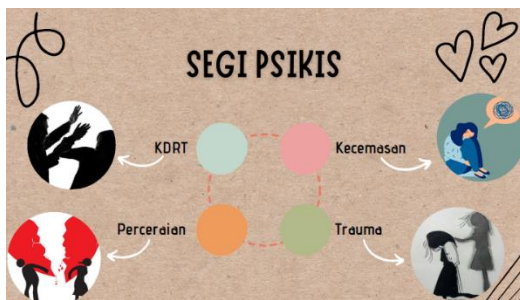 SEGI PSIKIS
KDRT
Kecemasan
Perceraian
Trauma